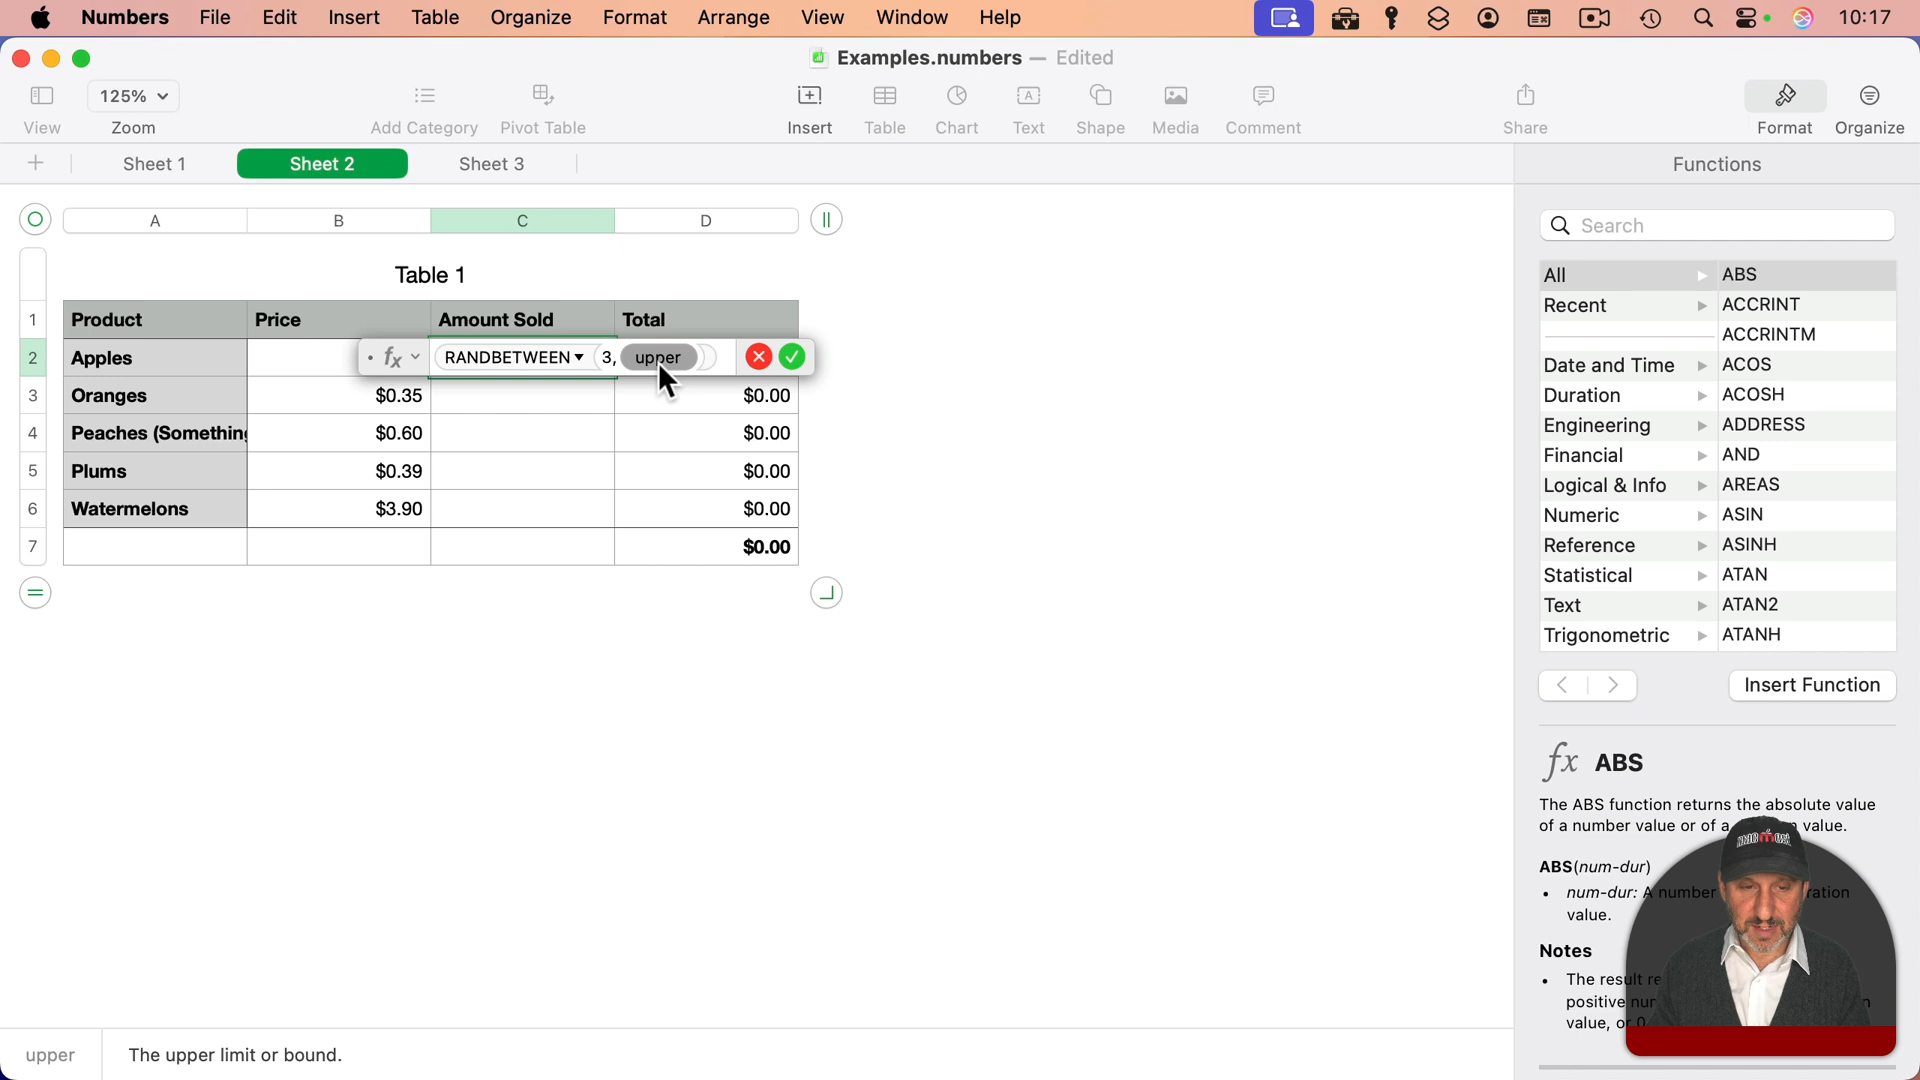 Numbers File Edit Insert Table Organize Format Arrange View Window Help 10:17
Examples.numbers — Edited
125%
View Zoom Add Category Pivot Table Insert Table Chart Text Shape Media Comment Share Format Organize
Sheet 1 Sheet 2 Sheet 3 Functions
A B C D
Search
Table 1
1 Product Price Amount Sold Total
2 Apples fx RANDBETWEEN (3, upper )
3 Oranges $0.35 $0.00
4 Peaches (Something $0.60 $0.00
5 Plums $0.39 $0.00
6 Watermelons $3.90 $0.00
7 $0.00
All ABS
Recent ACCRINT
ACCRINTM
Date and Time ACOS
Duration ACOSH
Engineering ADDRESS
Financial AND
Logical & Info AREAS
Numeric ASIN
Reference ASINH
Statistical ATAN
Text ATAN2
Trigonometric ATANH
Insert Function
fx ABS
The ABS function returns the absolute value
of a number value or of a value.
ABS(num-dur)
• num-dur: A number
value.
Notes
• The result
positive
value, or 0
upper The upper limit or bound.